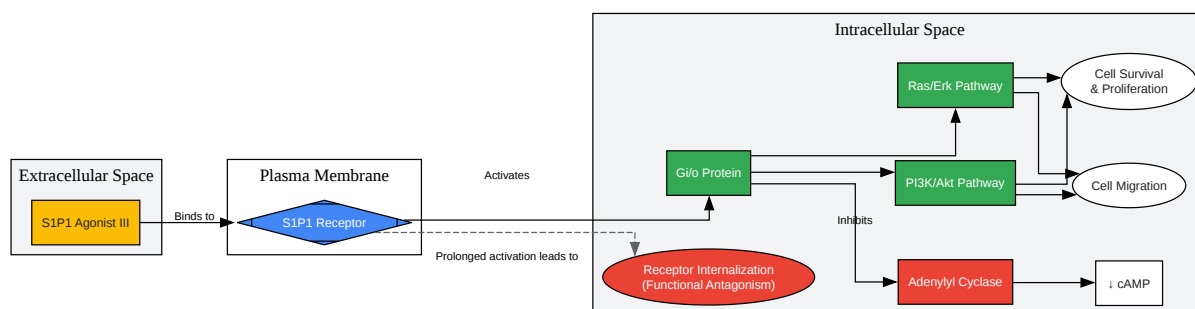 Extracellular Space
S1P1 Agonist III
Binds to
Plasma Membrane
S1P1 Receptor
Activates
Prolonged activation leads to
Intracellular Space
Gi/o Protein
Ras/Erk Pathway
PI3K/Akt Pathway
Inhibits
Adenylyl Cyclase
Receptor Internalization
(Functional Antagonism)
Cell Survival
& Proliferation
Cell Migration
↓ cAMP